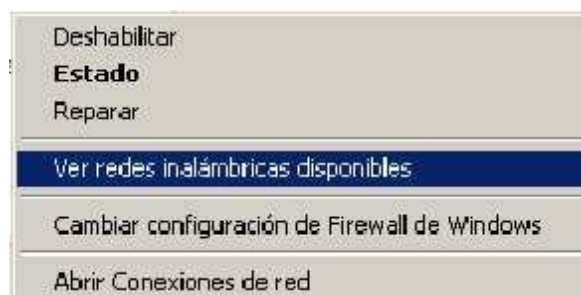 Deshabilitar
Estado
Reparar
Ver redes inalámbricas disponibles
Cambiar configuración de Firewall de Windows
Abrir Conexiones de red